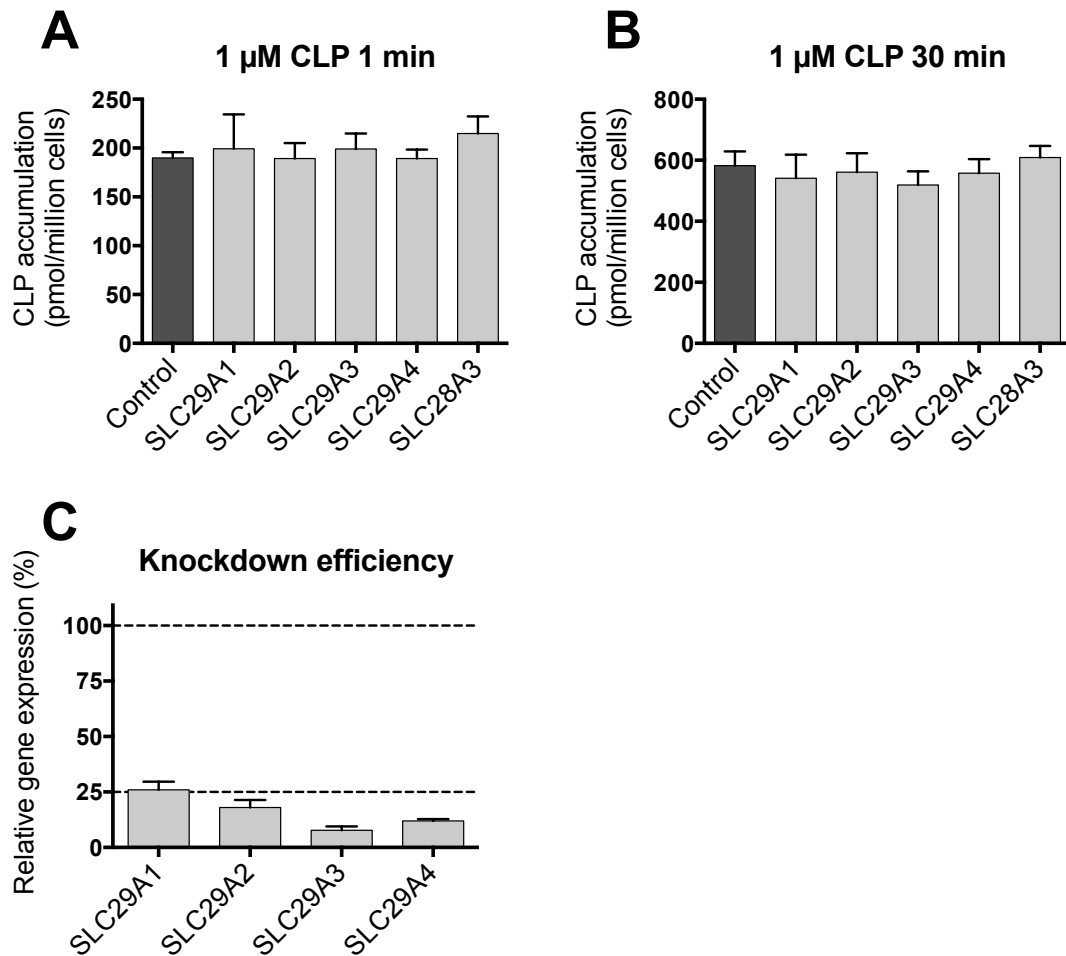 A
1 µM CLP 1 min
CLP accumulation
(pmol/million cells)
250
200
150
100
50
0
Control
SLC29A1
SLC29A2
SLC29A3
SLC29A4
SLC28A3
B
1 µM CLP 30 min
CLP accumulation
(pmol/million cells)
800
600
400
200
0
Control
SLC29A1
SLC29A2
SLC29A3
SLC29A4
SLC28A3
C
Knockdown efficiency
Relative gene expression (%)
100
75
50
25
0
SLC29A1
SLC29A2
SLC29A3
SLC29A4